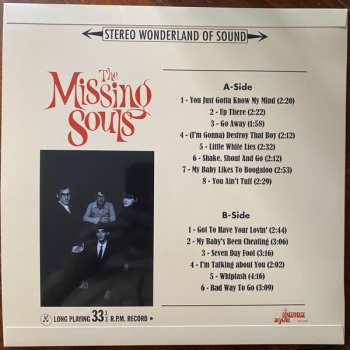 STEREO WONDERLAND OF SOUND
The
Missing
Souls
A-Side
1 - You Just Gotta Know My Mind (2:20)
2 - Up There (2:22)
3 - Go Away (1:58)
4 - (I'm Gonna) Destroy That Boy (2:12)
5 - Little White Lies (2:32)
6 - Shake, Shout And Go (2:12)
7 - My Baby Likes To Boogaloo (2:53)
8 - You Ain't Tuff (2:29)
B-Side
1 - Got To Have Your Lovin' (2:44)
2 - My Baby's Been Cheating (3:06)
3 - Seven Day Fool (3:16)
4 - I'm Talking about You (2:02)
5 - Whiplash (4:16)
6 - Bad Way To Go (3:09)
LONG PLAYING 33 1/3 R.P.M. RECORD